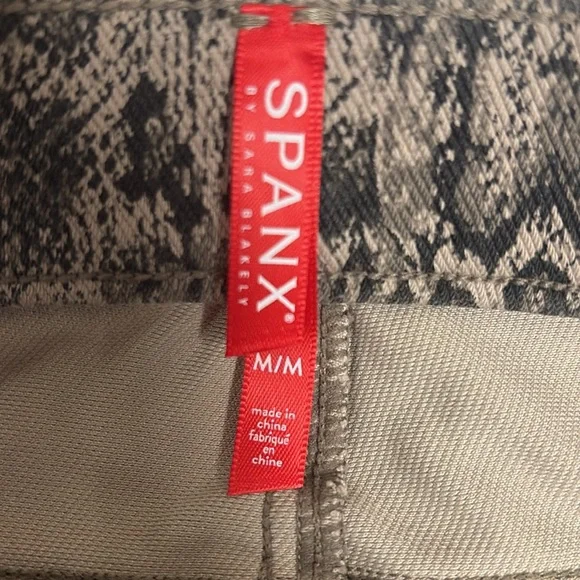 SPANX®
BY SARA BLAKELY
M/M
made in
china
fabriqué
en
chine